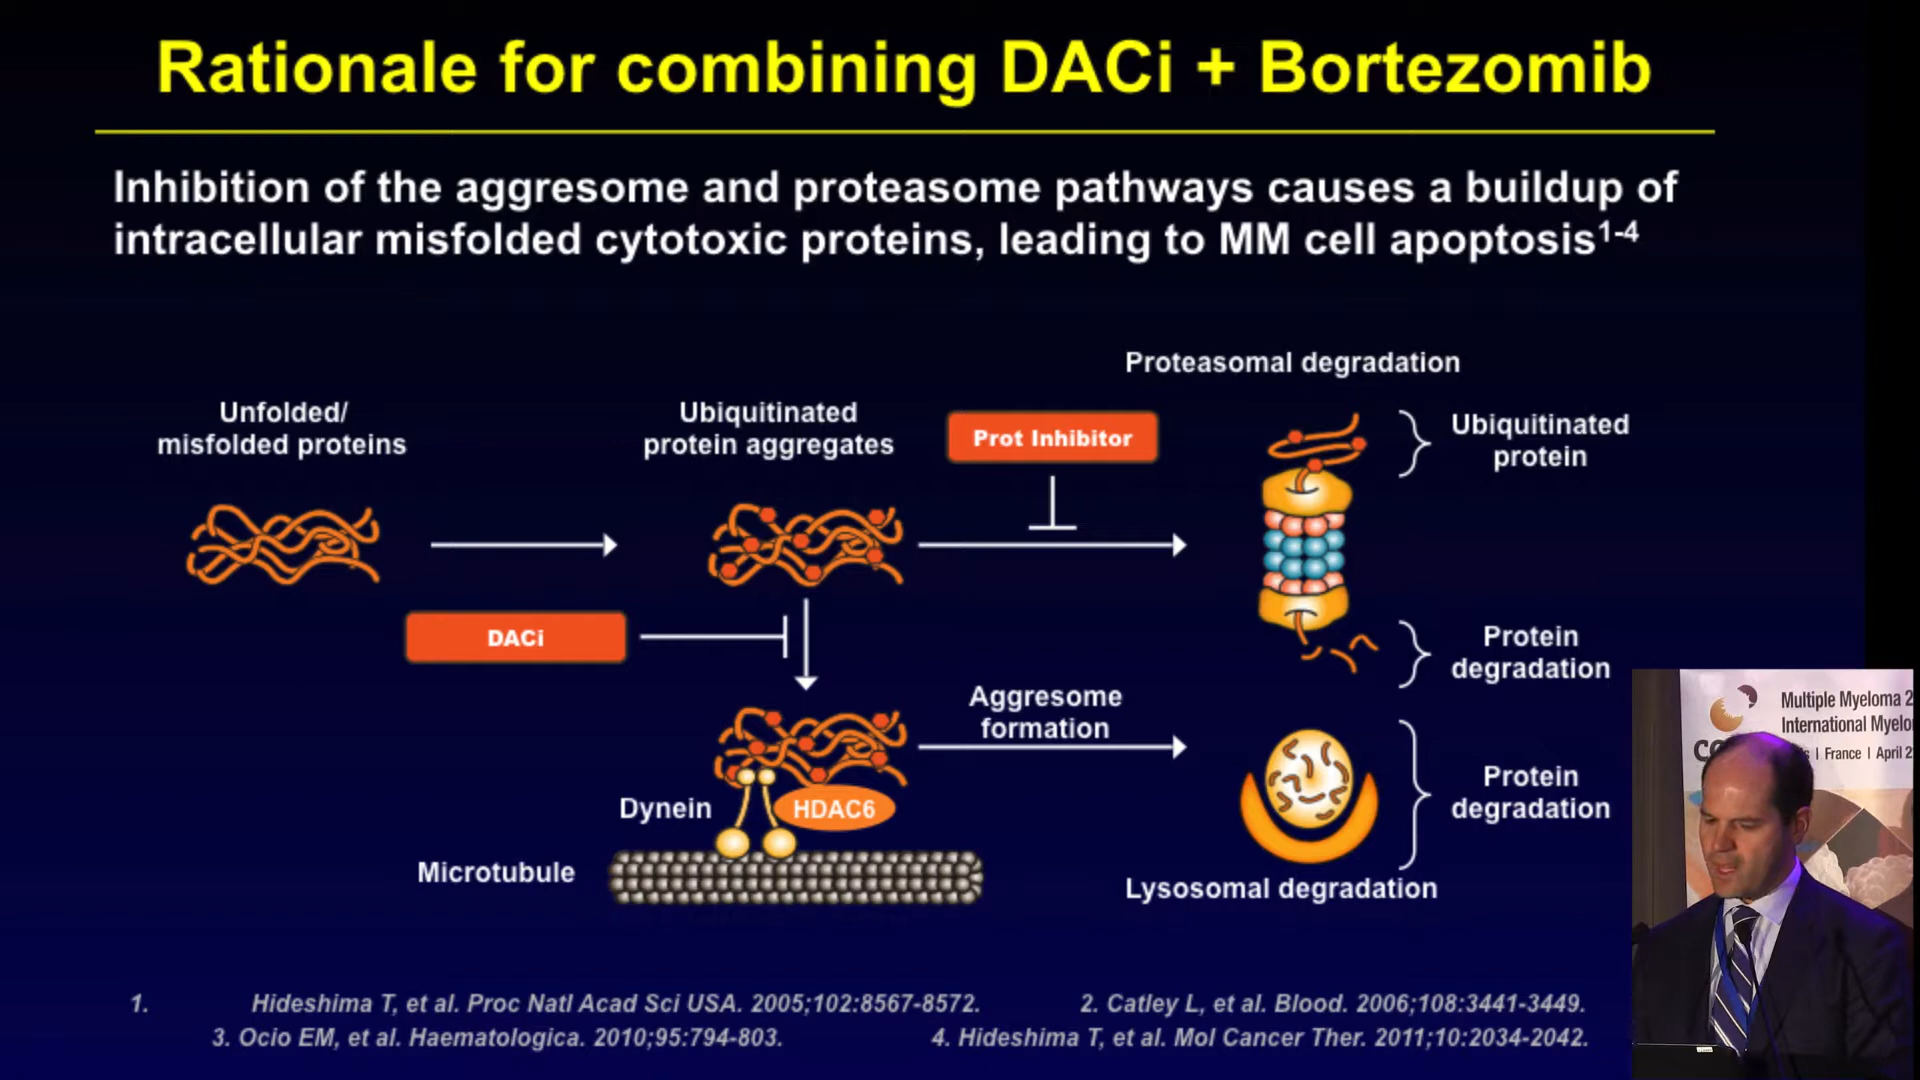 Rationale for combining DACi + Bortezomib
Inhibition of the aggresome and proteasome pathways causes a buildup of
intracellular misfolded cytotoxic proteins, leading to MM cell apoptosis1-4
Proteasomal degradation
Unfolded/
misfolded proteins
Ubiquitinated
protein aggregates
Prot Inhibitor
Ubiquitinated
protein
DACi
Protein
degradation
Aggresome
formation
Dynein
HDAC6
Protein
degradation
Microtubule
Lysosomal degradation
1. Hideshima T, et al. Proc Natl Acad Sci USA. 2005;102:8567-8572. 2. Catley L, et al. Blood. 2006;108:3441-3449.
3. Ocio EM, et al. Haematologica. 2010;95:794-803. 4. Hideshima T, et al. Mol Cancer Ther. 2011;10:2034-2042.
Multiple Myeloma 2
International Myelo
| France | April 2